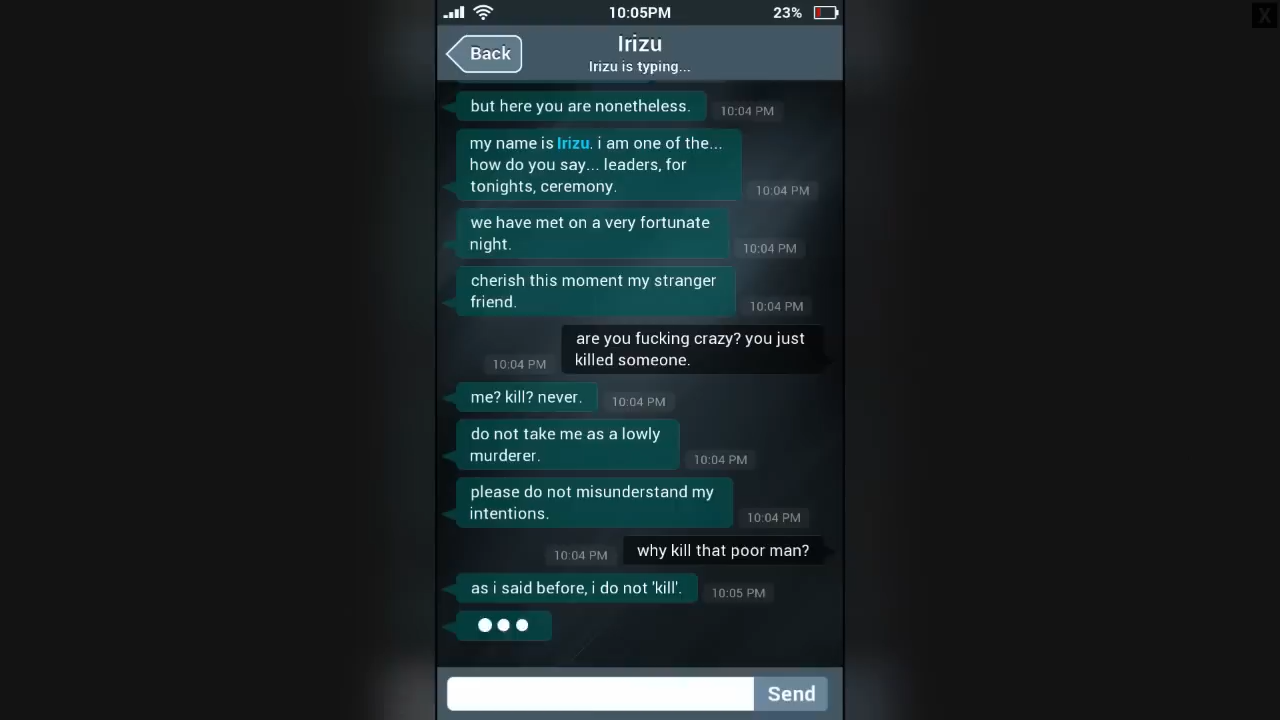 10:05PM
23%
X
Back
Irizu
Irizu is typing...
but here you are nonetheless.
10:04 PM
my name is Irizu. i am one of the...
how do you say... leaders, for
tonights, ceremony.
10:04 PM
we have met on a very fortunate
night.
10:04 PM
cherish this moment my stranger
friend.
10:04 PM
are you fucking crazy? you just
killed someone.
10:04 PM
me? kill? never.
10:04 PM
do not take me as a lowly
murderer.
10:04 PM
please do not misunderstand my
intentions.
10:04 PM
why kill that poor man?
10:04 PM
as i said before, i do not 'kill'.
10:05 PM
Send